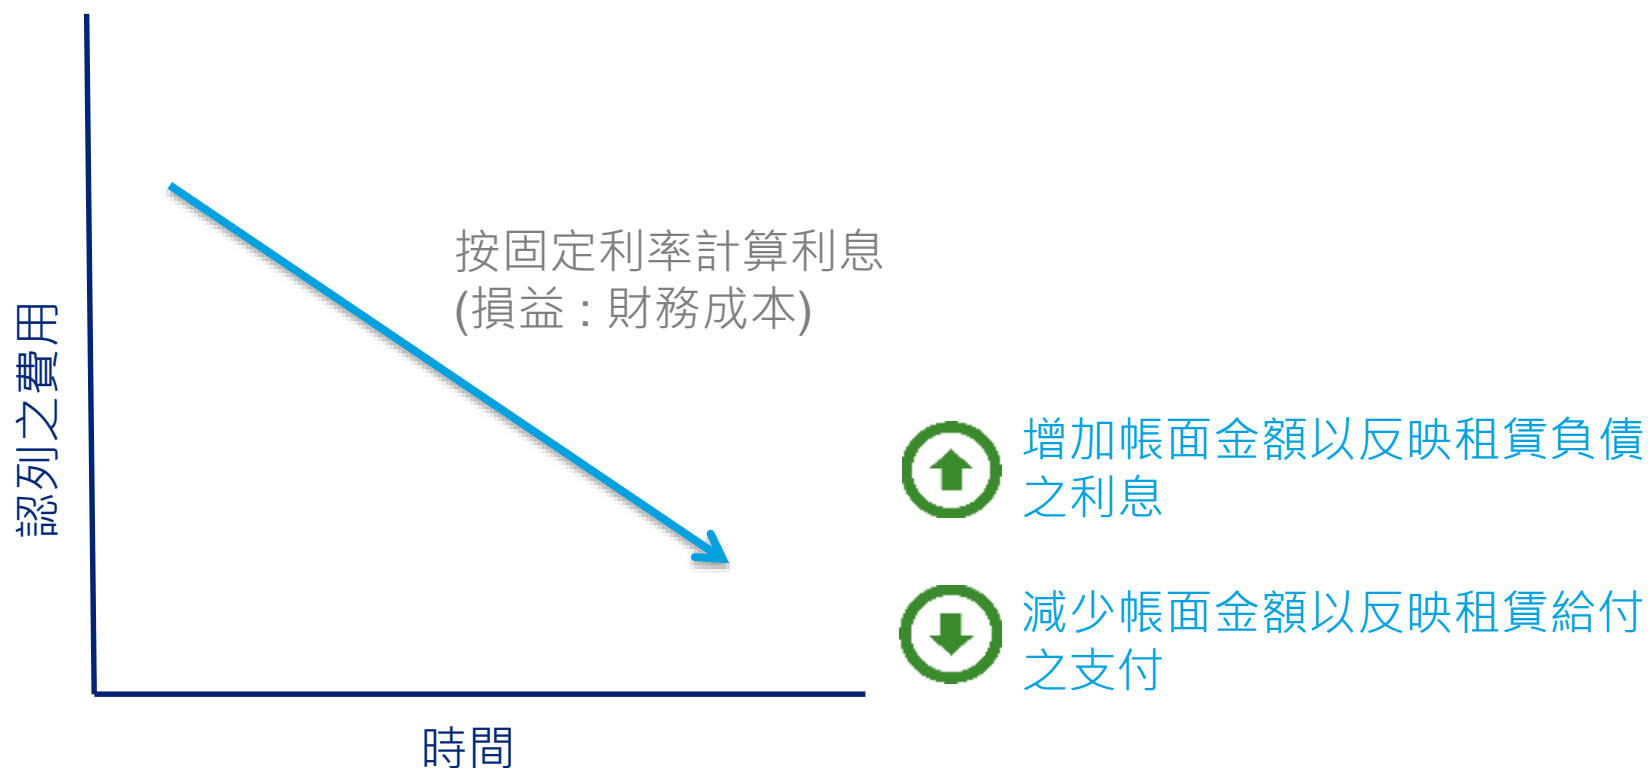 認列之費用
按固定利率計算利息
(損益 : 財務成本)
增加帳面金額以反映租賃負債
之利息
減少帳面金額以反映租賃給付
之支付
時間